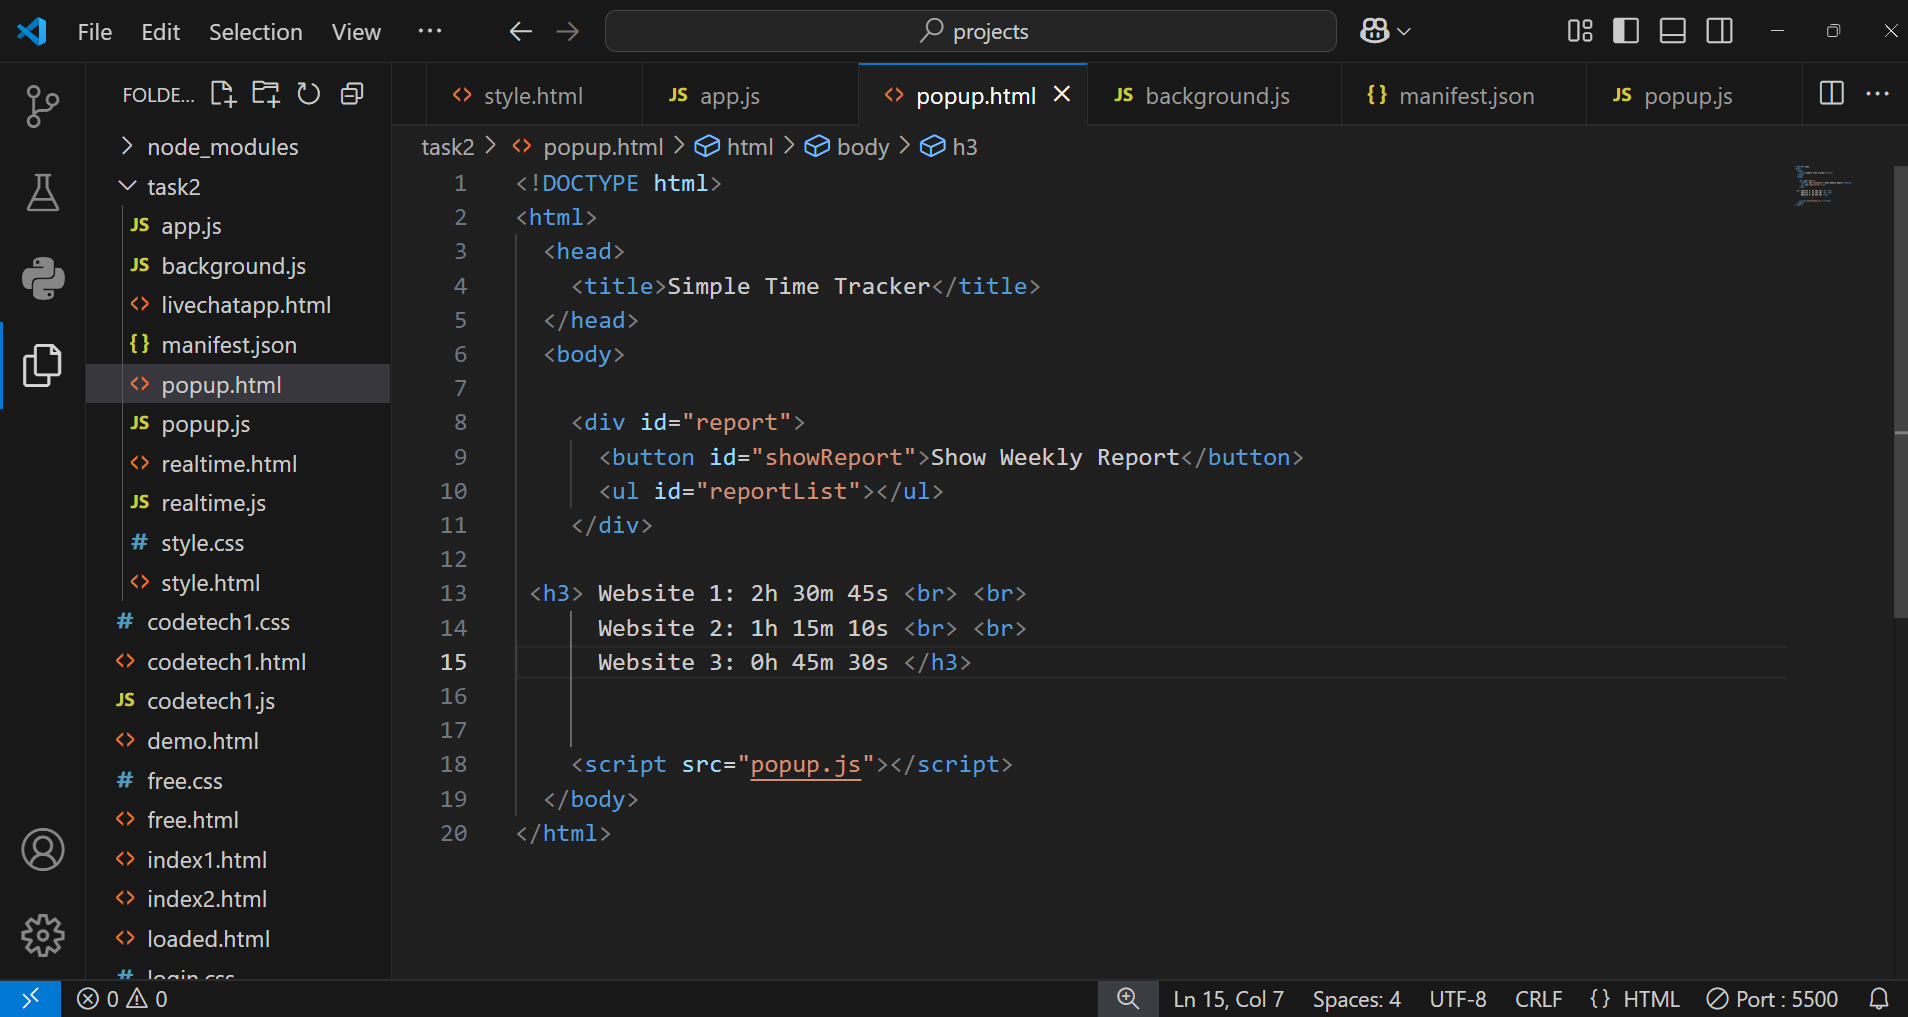 File Edit Selection View ··· projects
FOLDE...
node_modules
task2
JS app.js
JS background.js
<> livechatapp.html
{} manifest.json
<> popup.html
JS popup.js
<> realtime.html
JS realtime.js
# style.css
<> style.html
# codetech1.css
<> codetech1.html
JS codetech1.js
<> demo.html
# free.css
<> free.html
<> index1.html
<> index2.html
<> loaded.html
# login.css
<> style.html JS app.js <> popup.html JS background.js {} manifest.json JS popup.js
task2 > <> popup.html > html > body > h3
1 <!DOCTYPE html>
2 <html>
3 <head>
4 <title>Simple Time Tracker</title>
5 </head>
6 <body>
7
8 <div id="report">
9 <button id="showReport">Show Weekly Report</button>
10 <ul id="reportList"></ul>
11 </div>
12
13 <h3> Website 1: 2h 30m 45s <br> <br>
14 Website 2: 1h 15m 10s <br> <br>
15 Website 3: 0h 45m 30s </h3>
16
17
18 <script src="popup.js"></script>
19 </body>
20 </html>
0 0 Ln 15, Col 7 Spaces: 4 UTF-8 CRLF {} HTML Port : 5500